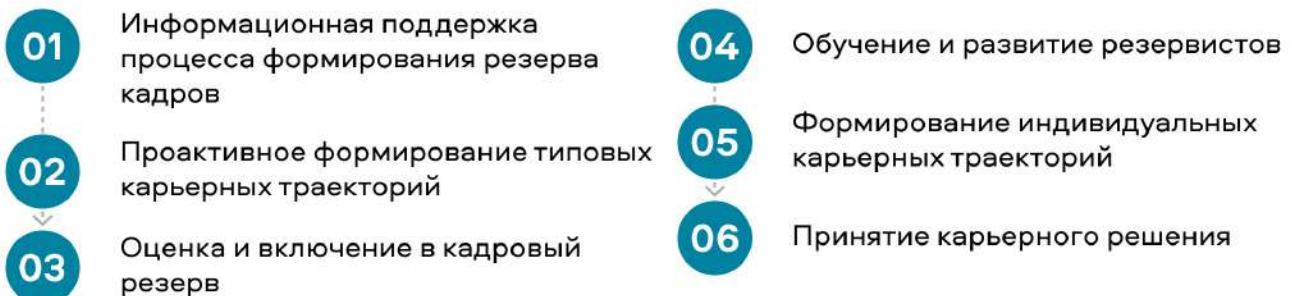 01
Информационная поддержка
процесса формирования резерва
кадров
02
Проактивное формирование типовых
карьерных траекторий
03
Оценка и включение в кадровый
резерв
04
Обучение и развитие резервистов
05
Формирование индивидуальных
карьерных траекторий
06
Принятие карьерного решения